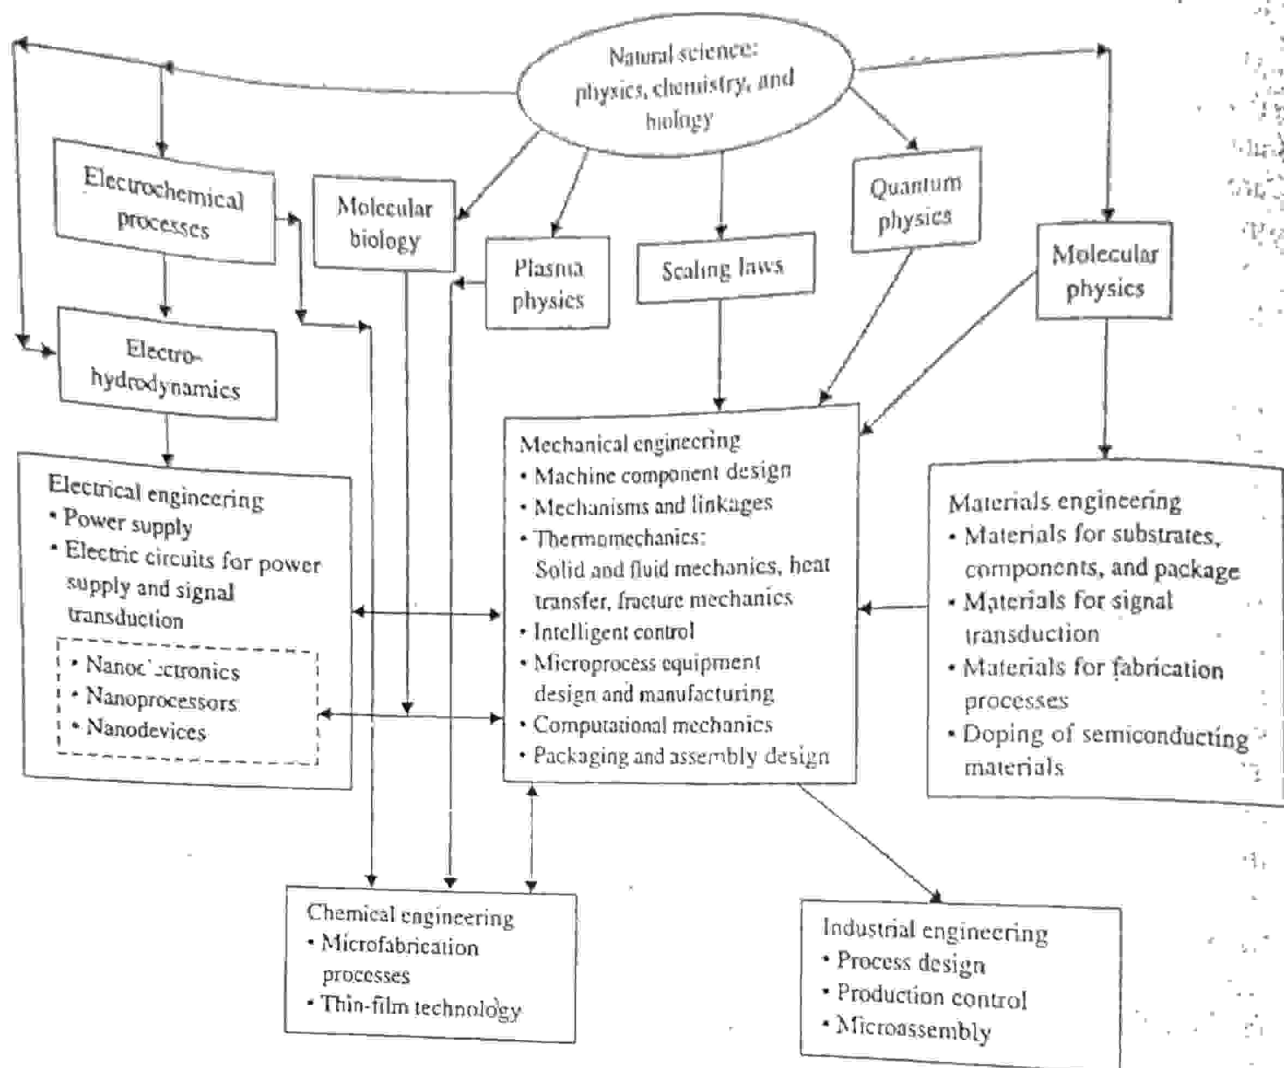 Natural science:
physics, chemistry, and
biology
Electrochemical
processes
Molecular
biology
Plasma
physics
Scaling laws
Quantum
physics
Molecular
physics
Electro-
hydrodynamics
Electrical engineering
• Power supply
• Electric circuits for power
supply and signal
transduction
• Nanoelectronics
• Nanoprocessors
• Nanodevices
Mechanical engineering
• Machine component design
• Mechanisms and linkages
• Thermomechanics:
Solid and fluid mechanics, heat
transfer, fracture mechanics
• Intelligent control
• Microprocess equipment
design and manufacturing
• Computational mechanics
• Packaging and assembly design
Materials engineering
• Materials for substrates,
components, and package
• Materials for signal
transduction
• Materials for fabrication
processes
• Doping of semiconducting
materials
Chemical engineering
• Microfabrication
processes
• Thin-film technology
Industrial engineering
• Process design
• Production control
• Microassembly